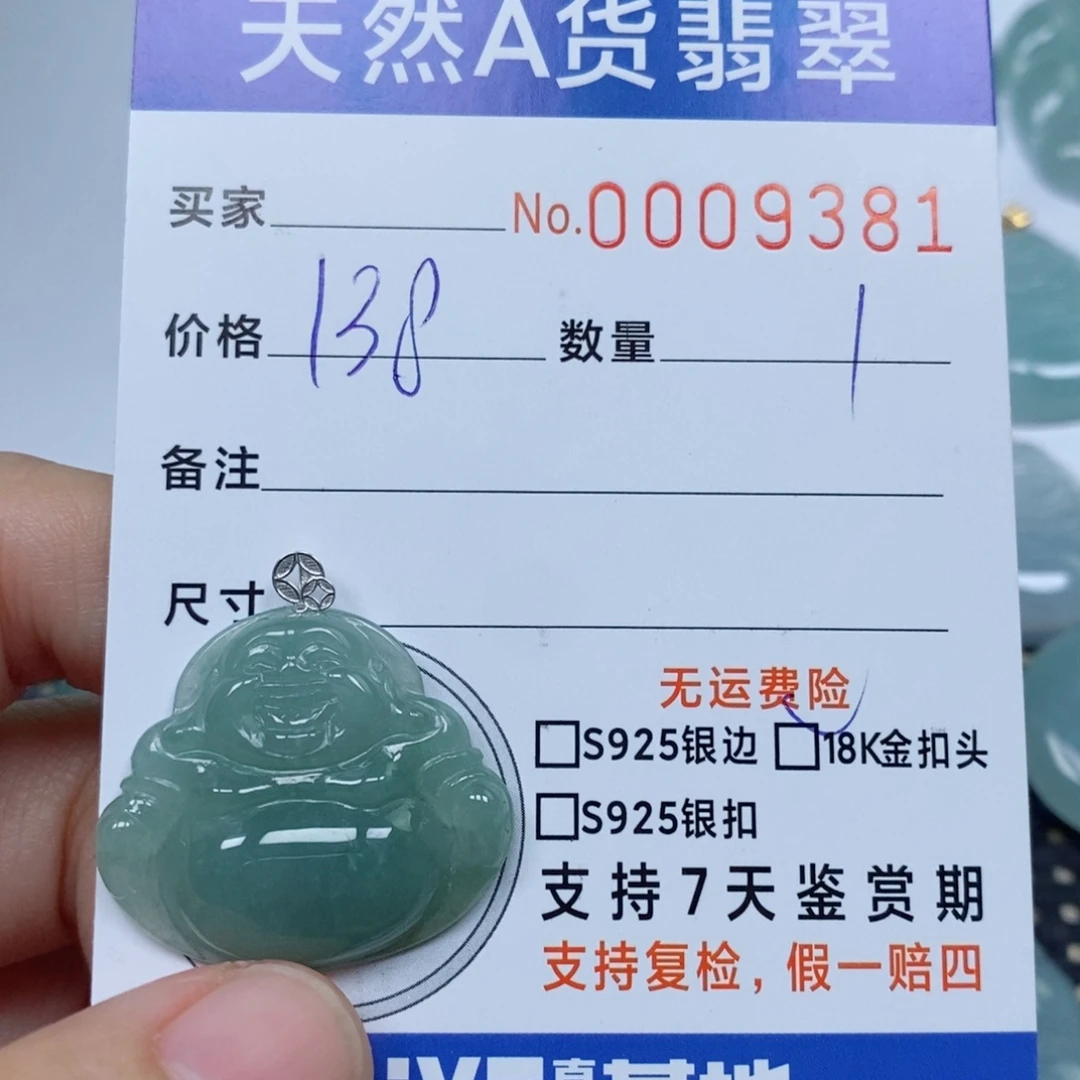 天然A货翡翠
买家 No.0009381
价格 138 数量 1
备注
尺寸
无运费险
□S925银边 □18K金扣头
□S925银扣
支持7天鉴赏期
支持复检，假一赔四